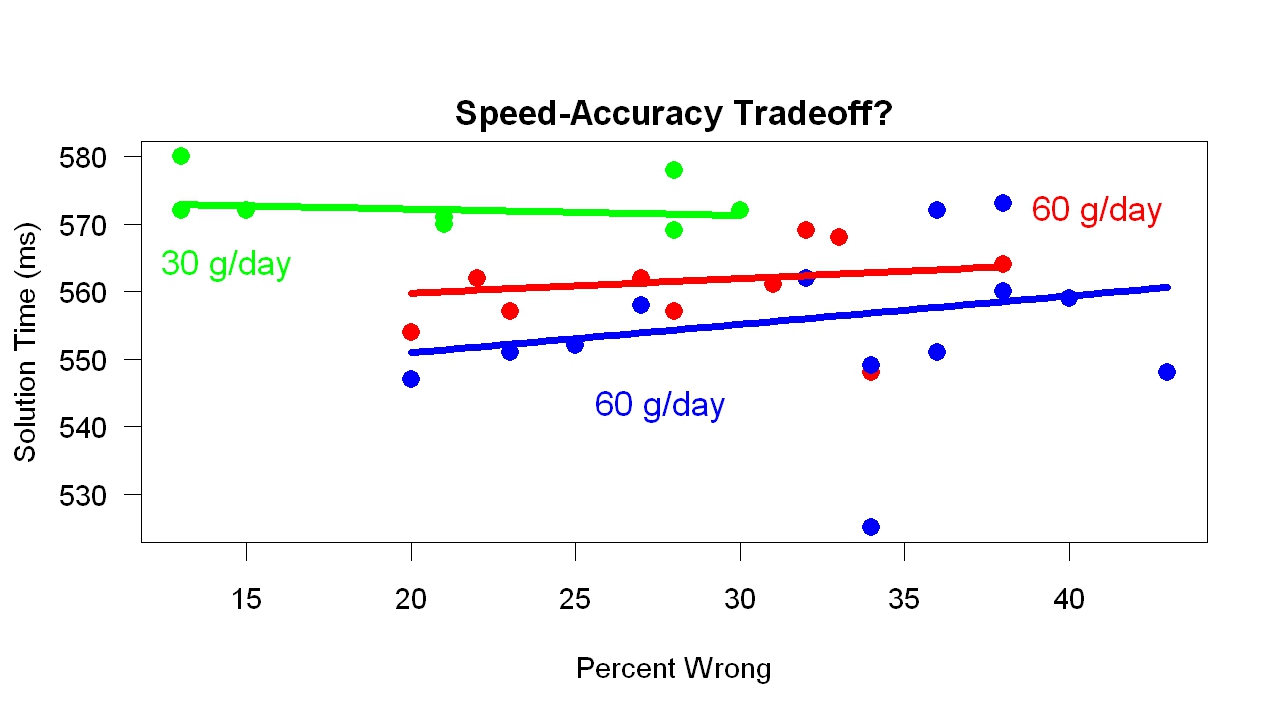 Speed-Accuracy Tradeoff?
580
570
560
550
540
530
Solution Time (ms)
60 g/day
30 g/day
60 g/day
15 20 25 30 35 40
Percent Wrong